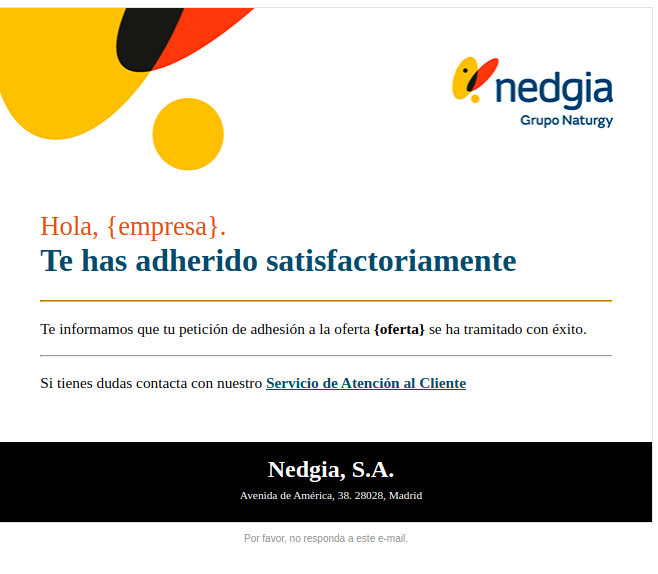 nedgia
Grupo Naturgy
Hola, {empresa}.
Te has adherido satisfactoriamente
Te informamos que tu petición de adhesión a la oferta {oferta} se ha tramitado con éxito.
Si tienes dudas contacta con nuestro Servicio de Atención al Cliente
Nedgia, S.A.
Avenida de América, 38. 28028, Madrid
Por favor, no responda a este e-mail.